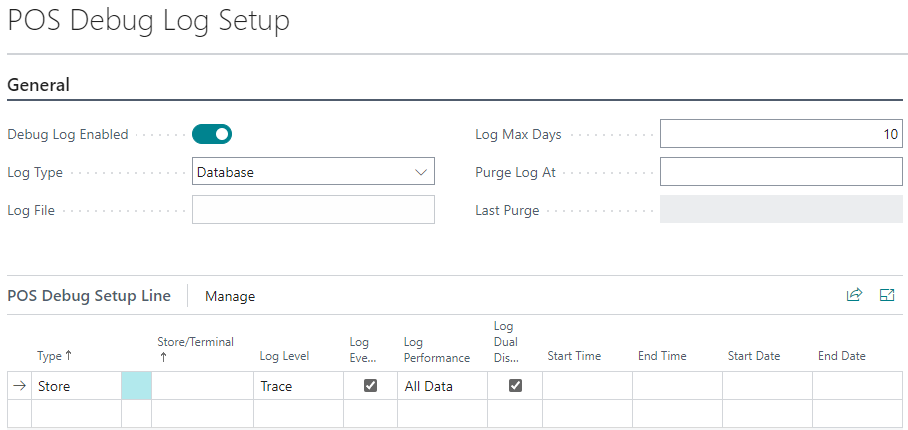 POS Debug Log Setup
General
Debug Log Enabled
Log Max Days 10
Log Type Database
Purge Log At
Log File
Last Purge
POS Debug Setup Line Manage
Type ↑ Store/Terminal ↑ Log Level Log Eve... Log Performance Log Dual Dis... Start Time End Time Start Date End Date
Store Trace All Data